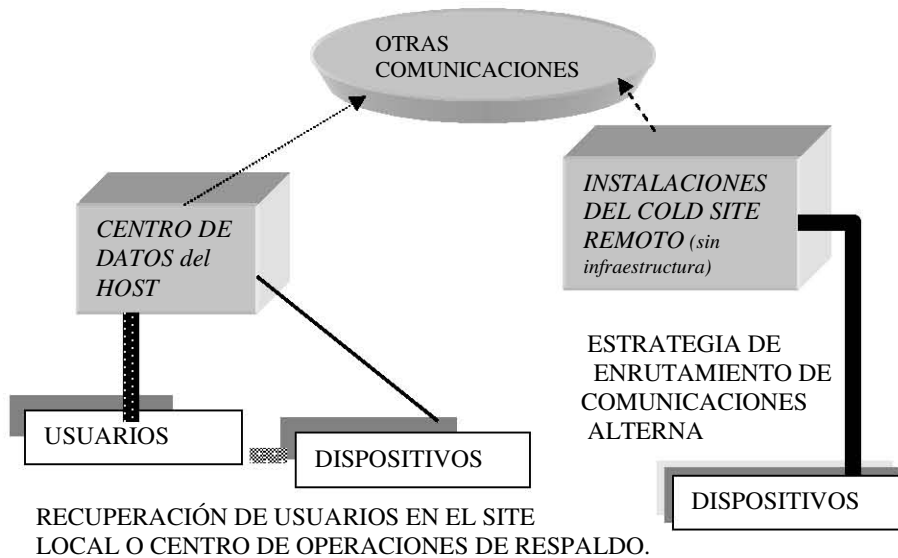 OTRAS
COMUNICACIONES
INSTALACIONES
DEL COLD SITE
REMOTO (sin
infraestructura)
CENTRO DE
DATOS del
HOST
ESTRATEGIA DE
ENRUTAMIENTO DE
COMUNICACIONES
ALTERNA
USUARIOS
DISPOSITIVOS
DISPOSITIVOS
RECUPERACIÓN DE USUARIOS EN EL SITE
LOCAL O CENTRO DE OPERACIONES DE RESPALDO.